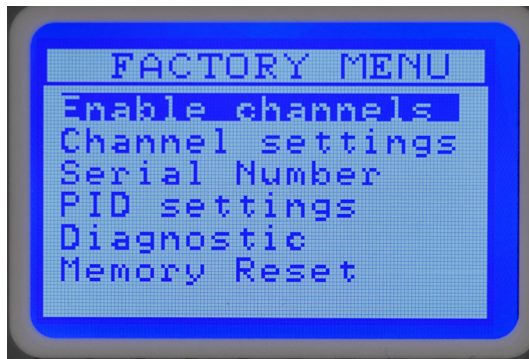 FACTORY MENU
Enable channels
Channel settings
Serial Number
PID settings
Diagnostic
Memory Reset